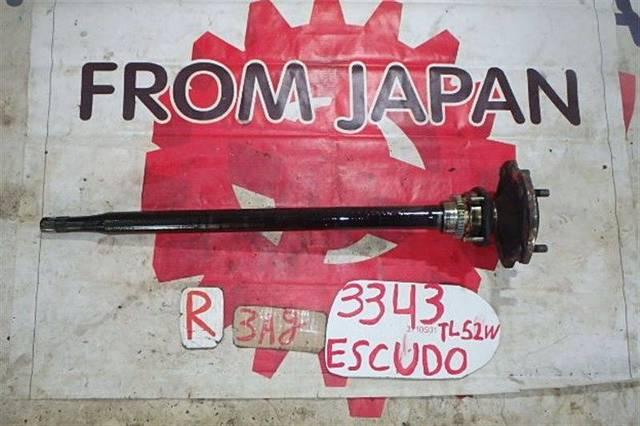 FROM JAPAN
R
ЗАД
3343
TL52W
ESCUDO